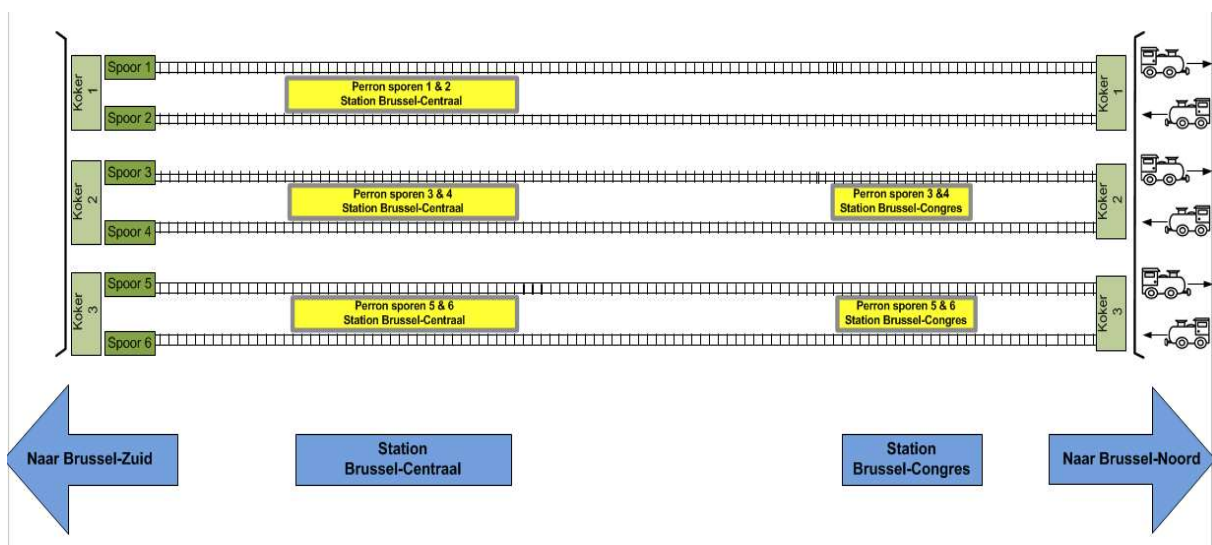 Koker 1
Spoor 1
Perron sporen 1 & 2
Station Brussel-Centraal
Spoor 2
Koker 1
Koker 2
Spoor 3
Perron sporen 3 & 4
Station Brussel-Centraal
Perron sporen 3 &4
Station Brussel-Congres
Spoor 4
Koker 2
Koker 3
Spoor 5
Perron sporen 5 & 6
Station Brussel-Centraal
Perron sporen 5 & 6
Station Brussel-Congres
Spoor 6
Koker 3
Naar Brussel-Zuid
Station
Brussel-Centraal
Station
Brussel-Congres
Naar Brussel-Noord